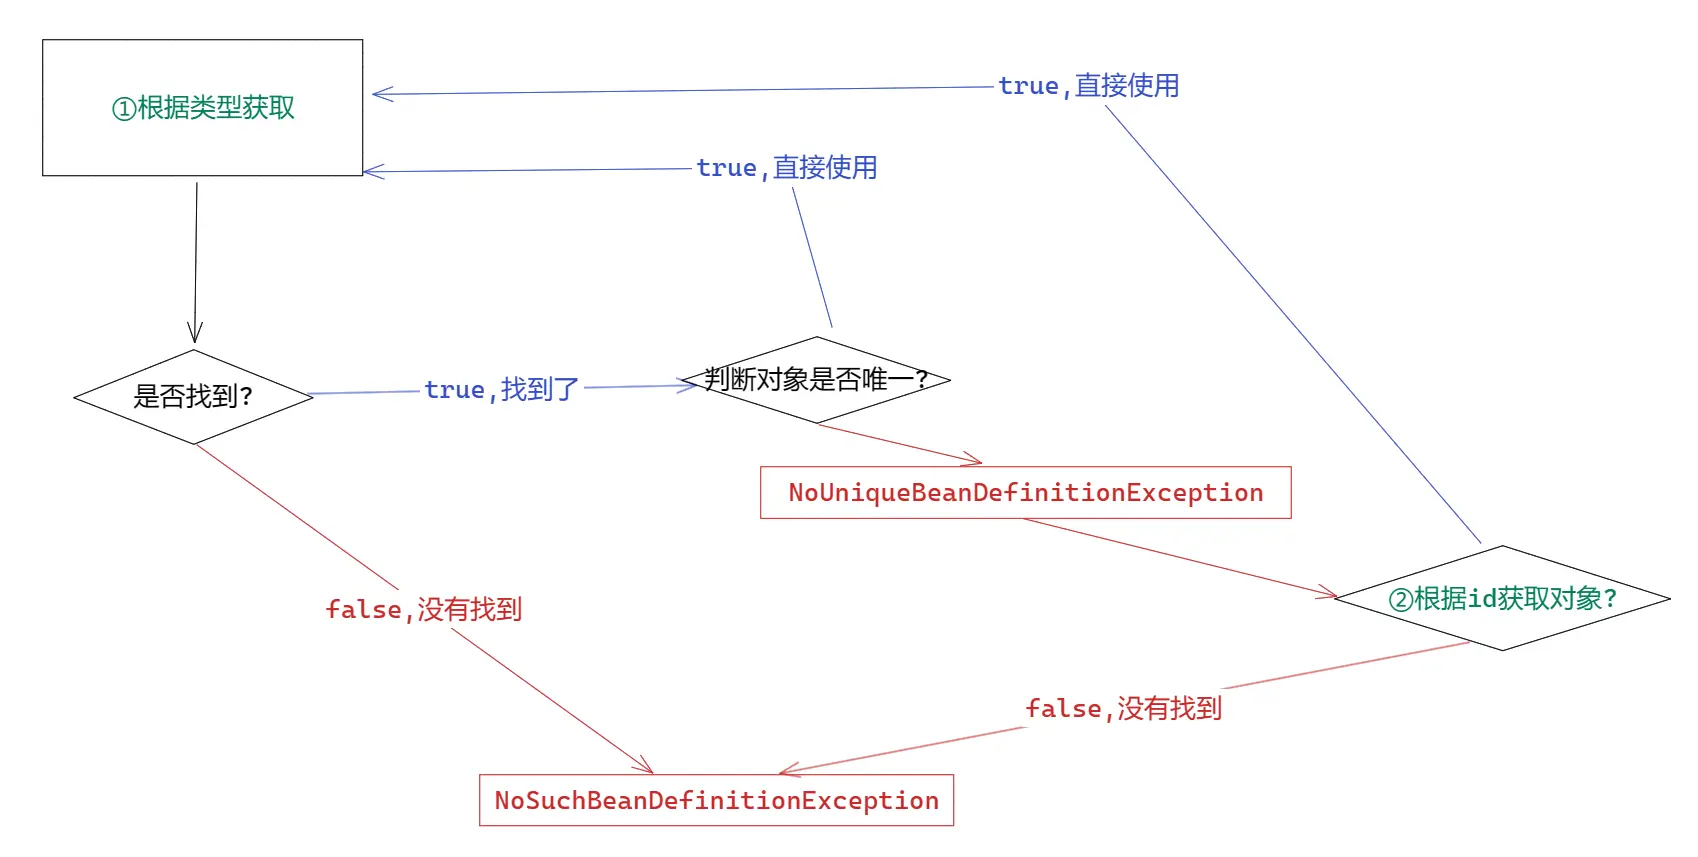 true,直接使用
①根据类型获取
true,直接使用
判断对象是否唯一?
true,找到了
是否找到?
NoUniqueBeanDefinitionException
②根据id获取对象?
false,没有找到
false,没有找到
NoSuchBeanDefinitionException